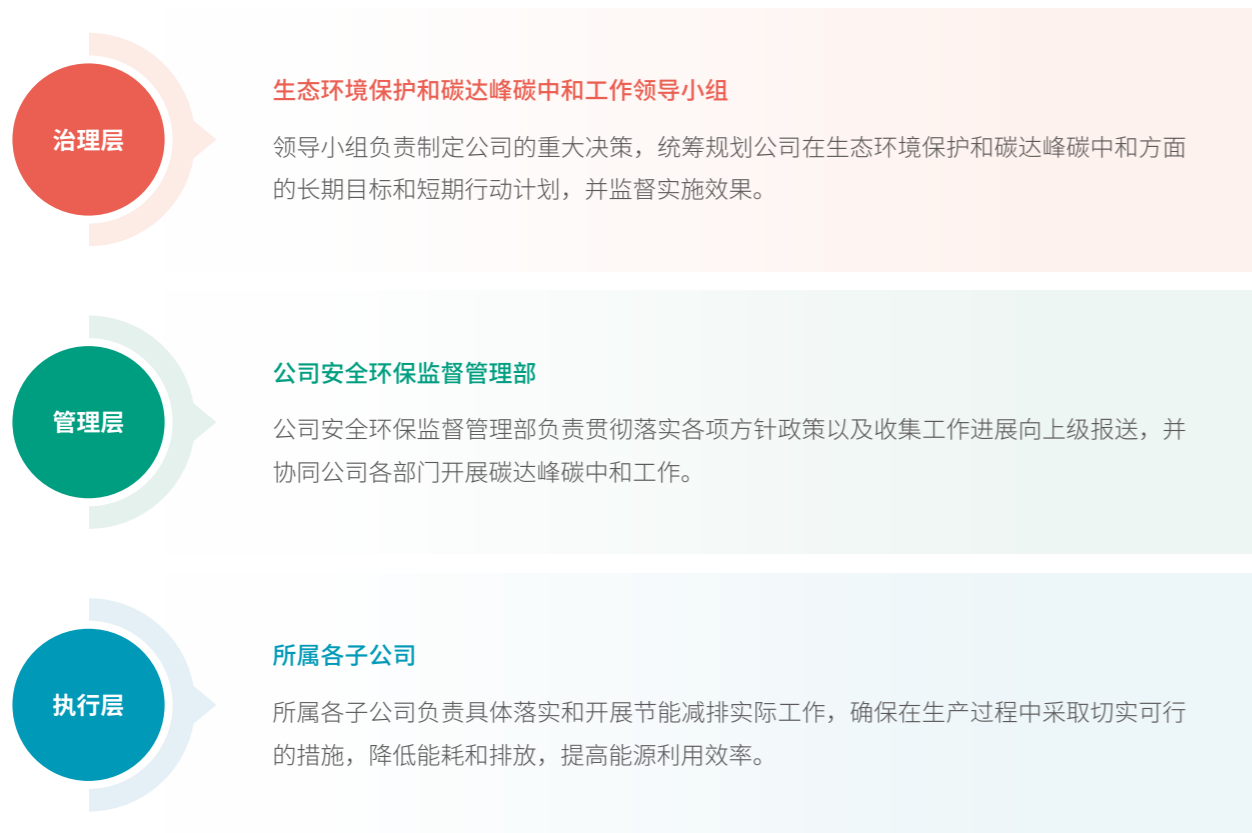 治理层
生态环境保护和碳达峰碳中和工作领导小组
领导小组负责制定公司的重大决策，统筹规划公司在生态环境保护和碳达峰碳中和方面
的长期目标和短期行动计划，并监督实施效果。
管理层
公司安全环保监督管理部
公司安全环保监督管理部负责贯彻落实各项方针政策以及收集工作进展向上级报送，并
协同公司各部门开展碳达峰碳中和工作。
执行层
所属各子公司
所属各子公司负责具体落实和开展节能减排实际工作，确保在生产过程中采取切实可行
的措施，降低能耗和排放，提高能源利用效率。